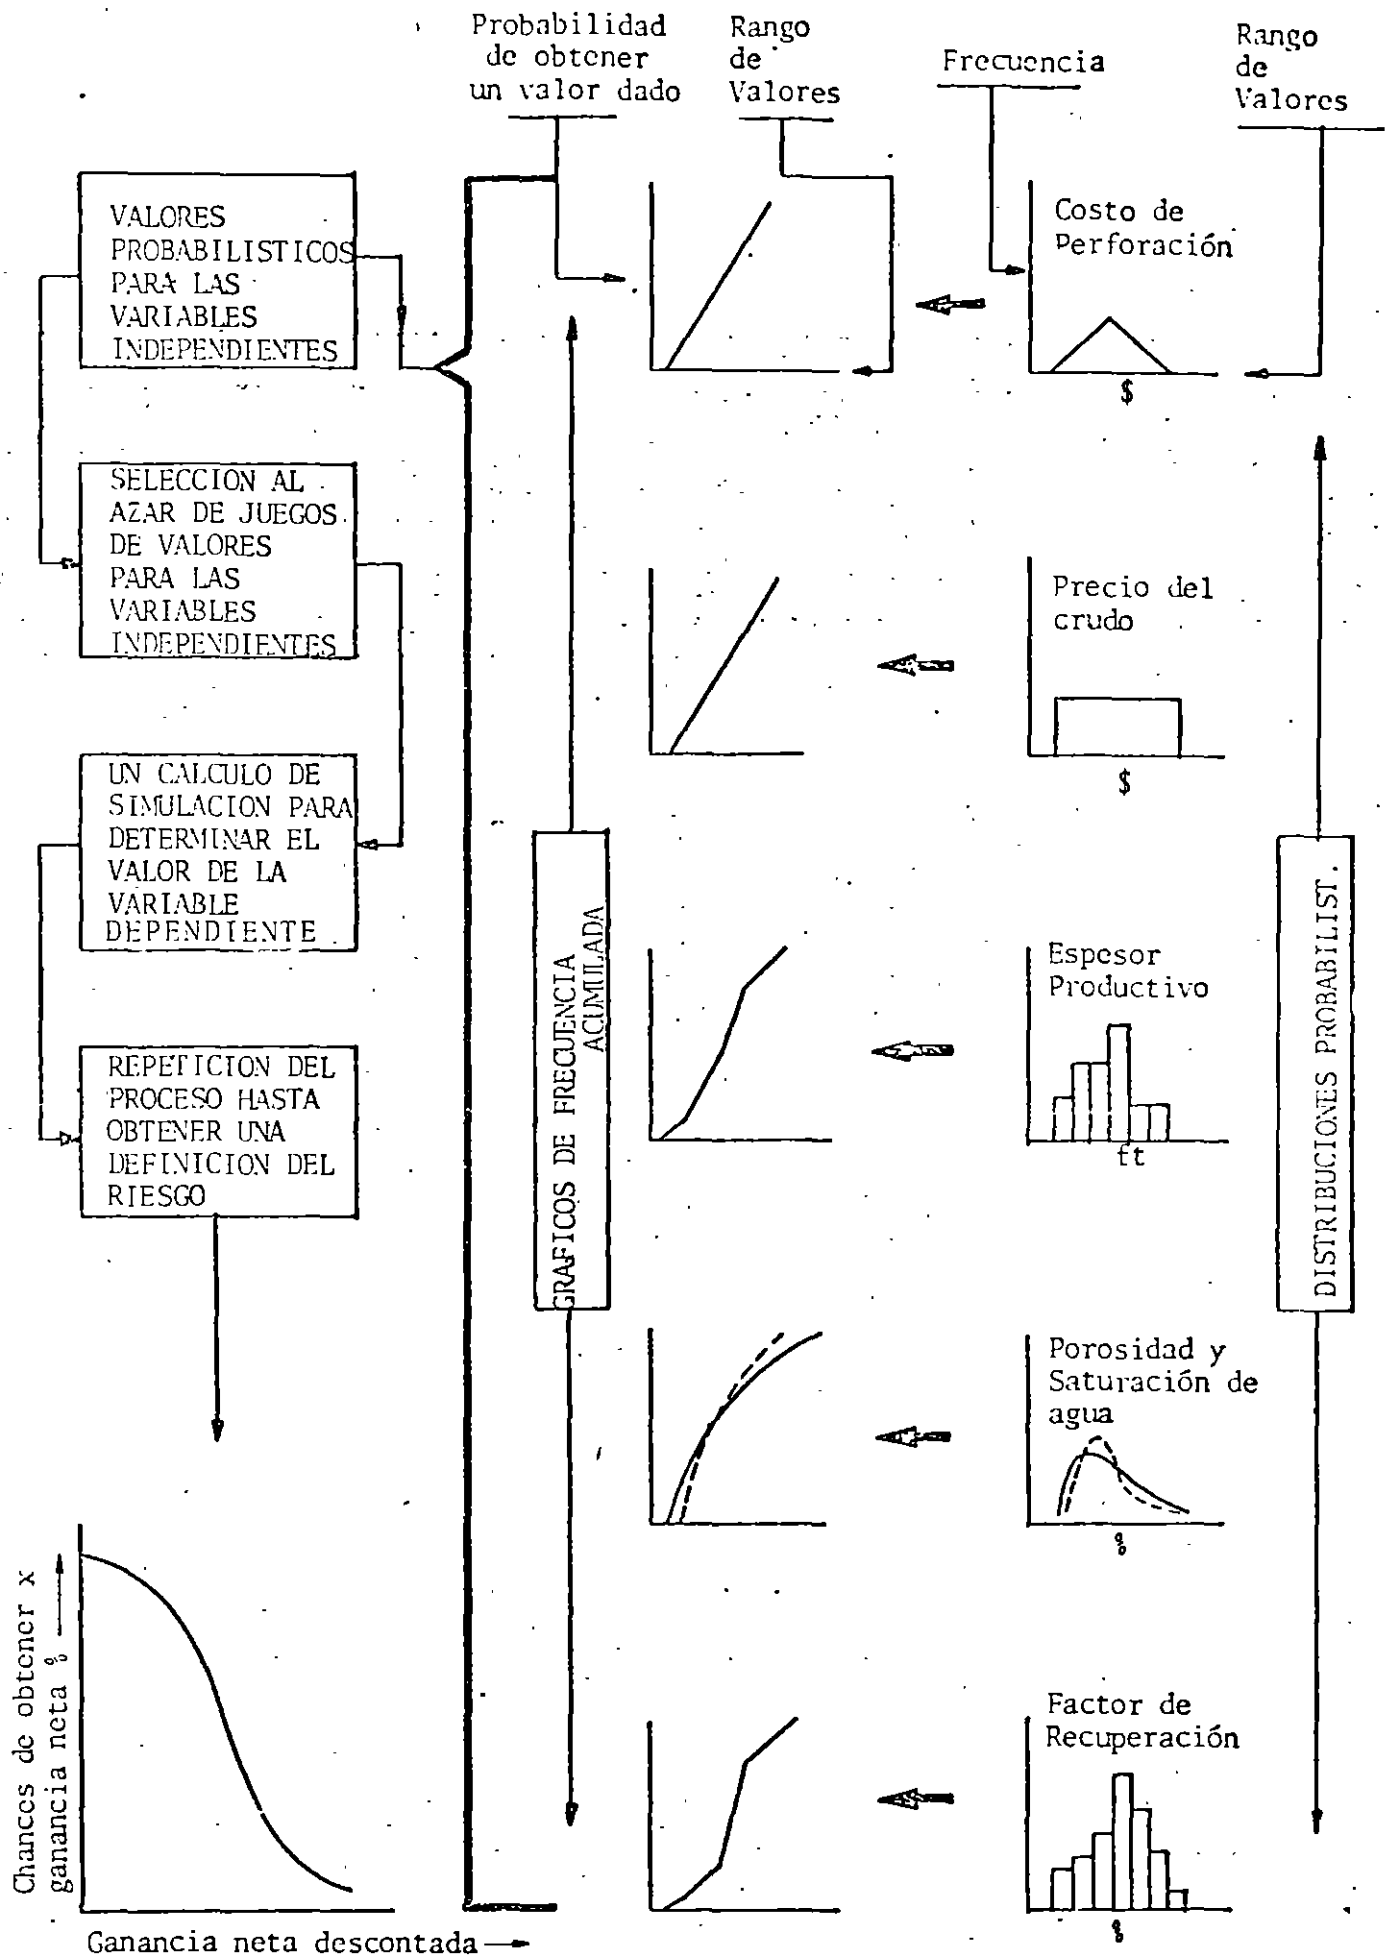 Probabilidad
de obtener
un valor dado
Rango
de
Valores
Frecuencia
Rango
de
Valores
VALORES
PROBABILISTICOS
PARA LAS
VARIABLES
INDEPENDIENTES
SELECCION AL
AZAR DE JUEGOS
DE VALORES
PARA LAS
VARIABLES
INDEPENDIENTES
UN CALCULO DE
SIMULACION PARA
DETERMINAR EL
VALOR DE LA
VARIABLE
DEPENDIENTE
REPETICION DEL
PROCESO HASTA
OBTENER UNA
DEFINICION DEL
RIESGO
Chances de obtener x
ganancia neta %
Ganancia neta descontada
GRAFICOS DE FRECUENCIA
ACUMULADA
Costo de
Perforación
$
Precio del
crudo
$
Espesor
Productivo
ft
Porosidad y
Saturación de
agua
%
Factor de
Recuperación
%
DISTRIBUCIONES PROBABILIST.